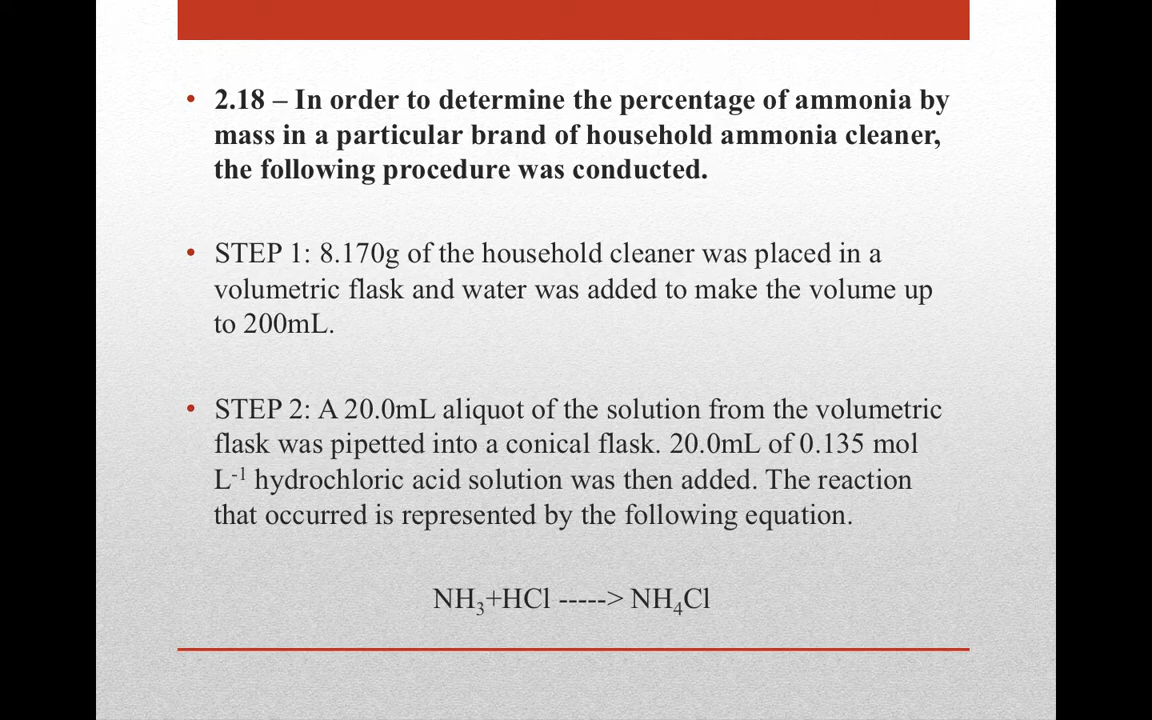 • 2.18 – In order to determine the percentage of ammonia by
mass in a particular brand of household ammonia cleaner,
the following procedure was conducted.
• STEP 1: 8.170g of the household cleaner was placed in a
volumetric flask and water was added to make the volume up
to 200mL.
• STEP 2: A 20.0mL aliquot of the solution from the volumetric
flask was pipetted into a conical flask. 20.0mL of 0.135 mol
L⁻¹ hydrochloric acid solution was then added. The reaction
that occurred is represented by the following equation.
NH₃+HCl -----> NH₄Cl